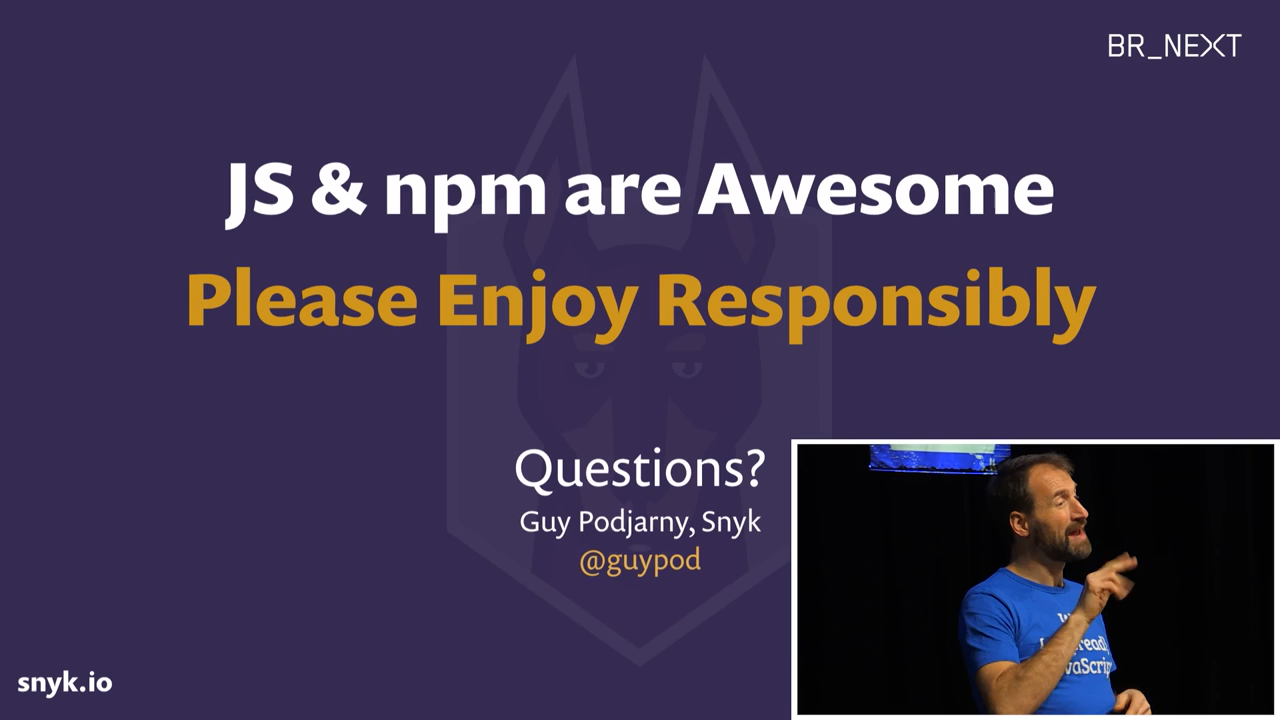 BR_NEXT
JS & npm are Awesome
Please Enjoy Responsibly
Questions?
Guy Podjarny, Snyk
@guypod
snyk.io